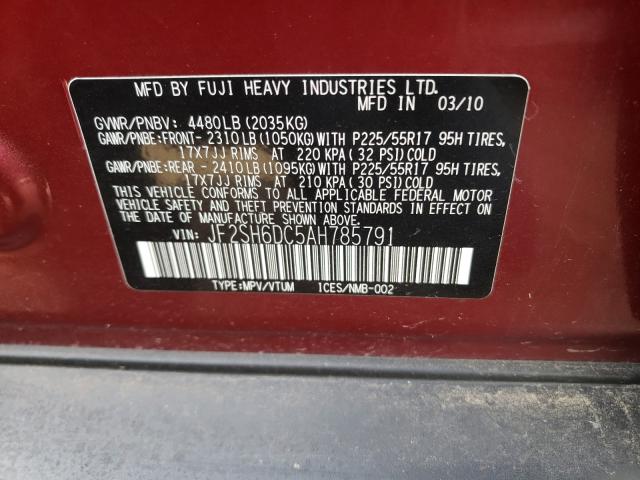 MFD BY FUJI HEAVY INDUSTRIES LTD.
MFD IN 03/10
GVWR/PNBV: 4480LB (2035KG)
GAWR/PNBE:FRONT- 2310LB (1050KG) WITH P225/55R17 95H TIRES,
17X7JJ RIMS AT 220 KPA (32 PSI) COLD
GAWR/PNBE:REAR - 2410LB (1095KG) WITH P225/55R17 95H TIRES,
17X7JJ RIMS AT 210 KPA (30 PSI) COLD
THIS VEHICLE CONFORMS TO ALL APPLICABLE FEDERAL MOTOR
VEHICLE SAFETY AND THEFT PREVENTION STANDARDS IN EFFECT
ON THE DATE OF MANUFACTURE SHOWN ABOVE.
VIN: JF2SH6DC5AH785791
TYPE:MPV/VTUM ICES/NMB-002